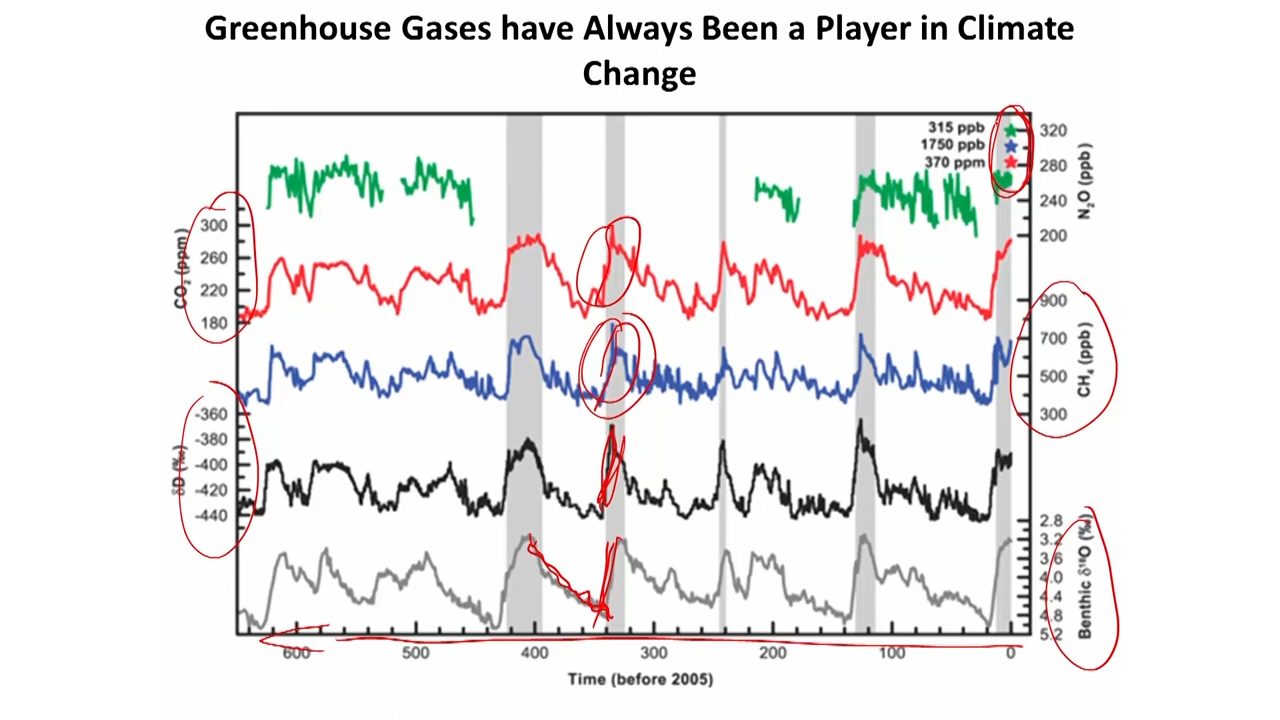 Greenhouse Gases have Always Been a Player in Climate
Change
315 ppb
1750 ppb
370 ppm
320
280
240
200
N₂O (ppb)
300
260
220
180
CO₂ (ppm)
900
700
500
300
CH₄ (ppb)
-360
-380
-400
-420
-440
δD (‰)
2.8
3.2
3.6
4.0
4.4
4.8
5.2
Benthic δ¹⁸O (‰)
600 500 400 300 200 100 0
Time (before 2005)